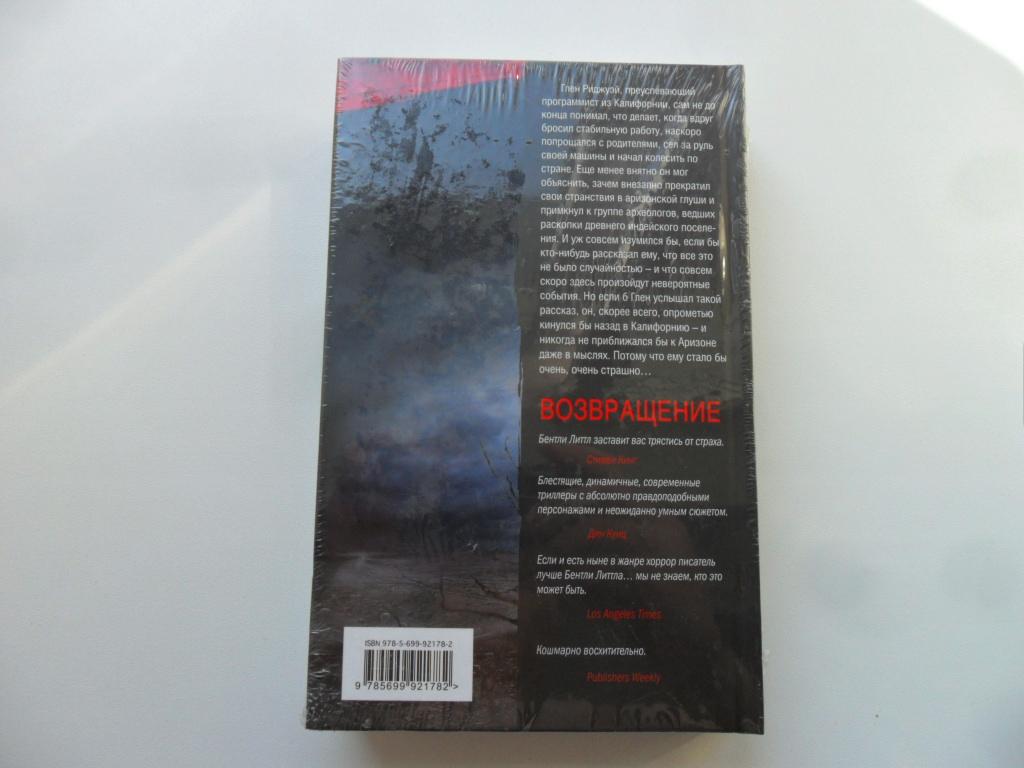 Глен Риджуэй, преуспевающий
программист из Калифорнии, сам не до
конца понимал, что делает, когда вдруг
бросил стабильную работу, наскоро
попрощался с родителями, сел за руль
своей машины и начал колесить по
стране. Еще менее внятно он мог
объяснить, зачем внезапно прекратил
свои странствия в аризонской глуши и
примкнул к группе археологов, ведших
раскопки древнего индейского поселе-
ния. И уж совсем изумился бы, если бы
кто-нибудь рассказал ему, что все это
не было случайностью – и что совсем
скоро здесь произойдут невероятные
события. Но если б Глен услышал такой
рассказ, он, скорее всего, опрометью
кинулся бы назад в Калифорнию – и
никогда не приближался бы к Аризоне
даже в мыслях. Потому что ему стало бы
очень, очень страшно...
ВОЗВРАЩЕНИЕ
Бентли Литтл заставит вас трястись от страха.
Стивен Кинг
Блестящие, динамичные, современные
триллеры с абсолютно правдоподобными
персонажами и неожиданно умным сюжетом.
Дин Кунц
Если и есть ныне в жанре хоррор писатель
лучше Бентли Литтла... мы не знаем, кто это
может быть.
Los Angeles Times
Кошмарно восхитительно.
Publishers Weekly
ISBN 978-5-699-92178-2
9 785699 921782 >